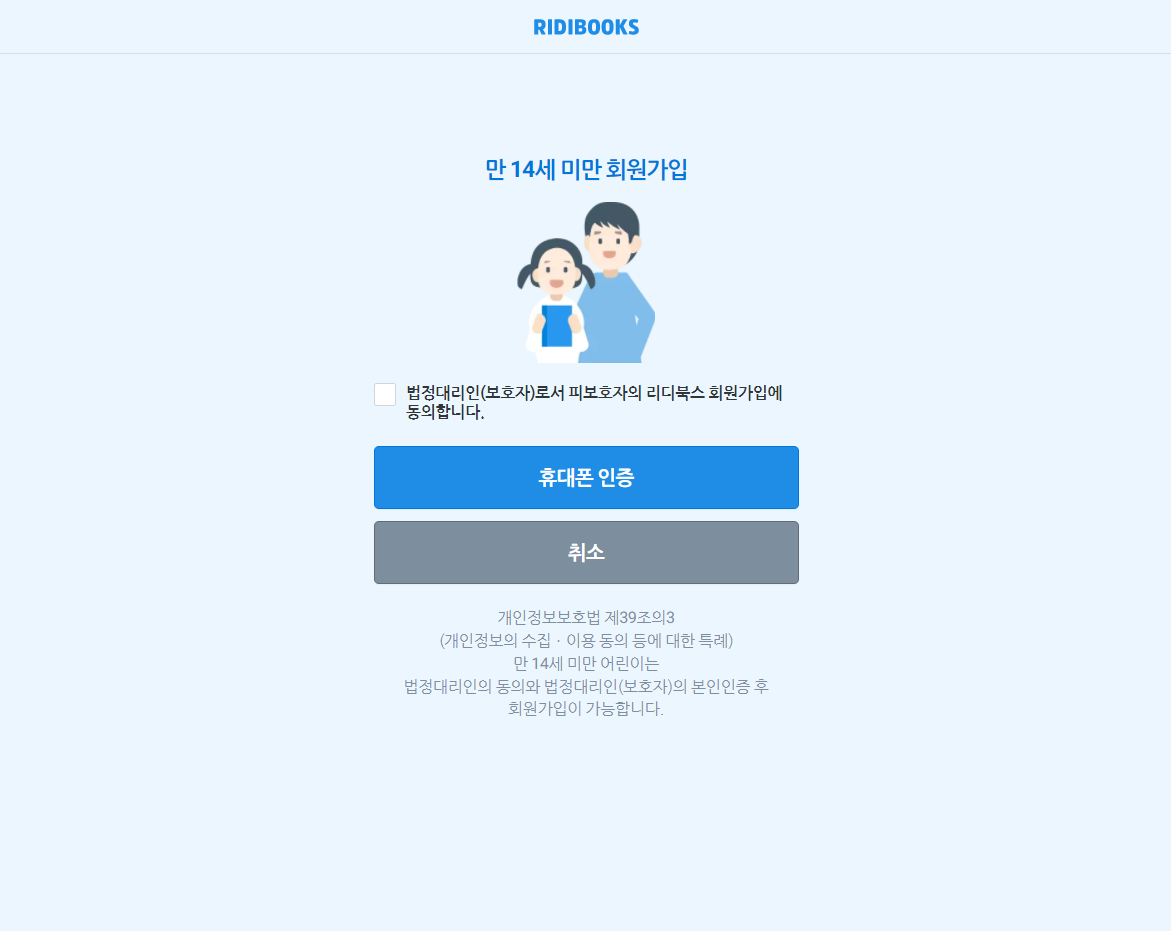 RIDIBOOKS
만 14세 미만 회원가입
법정대리인(보호자)로서 피보호자의 리디북스 회원가입에
동의합니다.
휴대폰 인증
취소
개인정보보호법 제39조의3
(개인정보의 수집 · 이용 동의 등에 대한 특례)
만 14세 미만 어린이는
법정대리인의 동의와 법정대리인(보호자)의 본인인증 후
회원가입이 가능합니다.